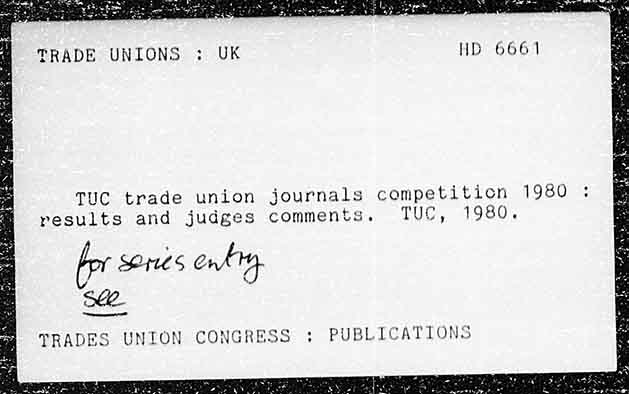 TRADE UNIONS : UK HD 6661
TUC trade union journals competition 1980 :
results and judges comments. TUC, 1980.
for series entry
see
TRADES UNION CONGRESS : PUBLICATIONS